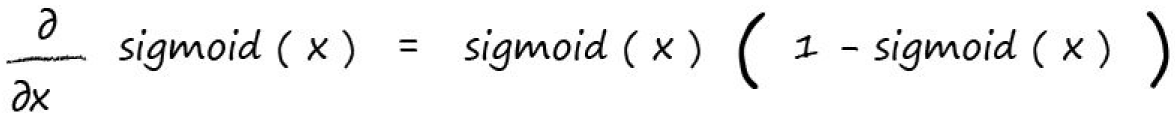 ∂/∂x sigmoid ( x ) = sigmoid ( x ) ( 1 - sigmoid ( x ) )